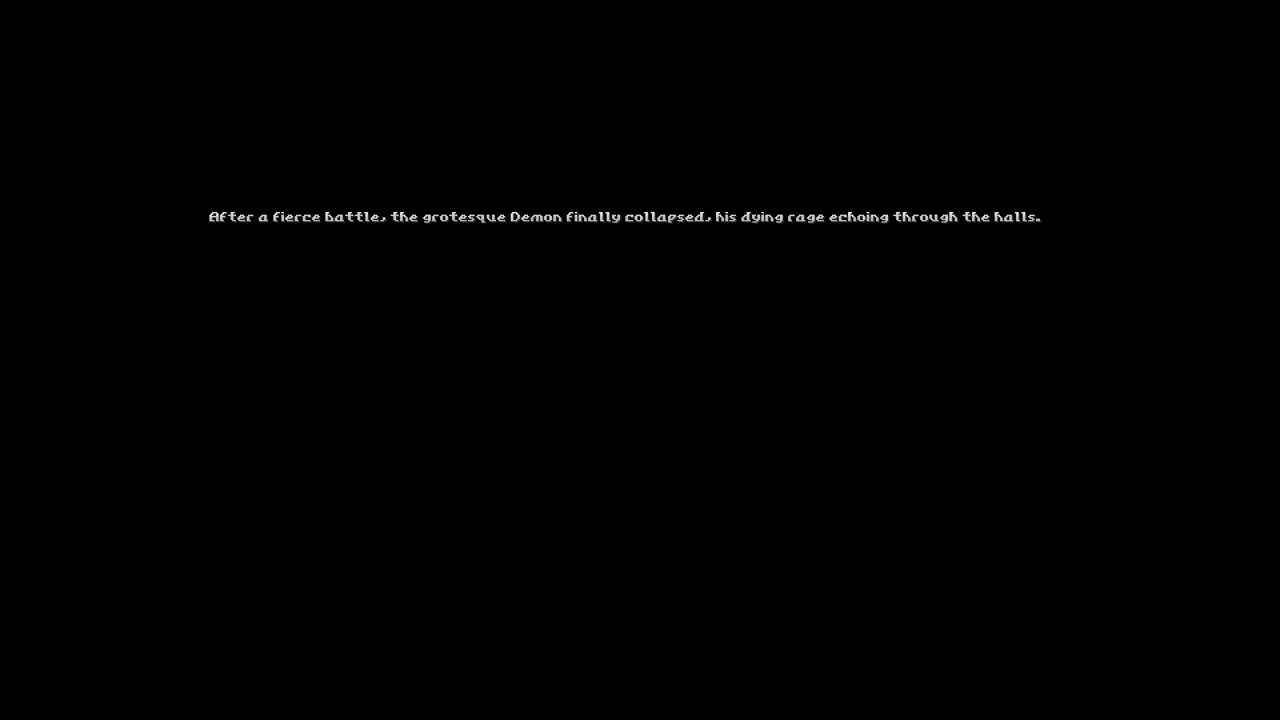 After a fierce battle, the grotesque Demon finally collapsed, his dying rage echoing through the halls.